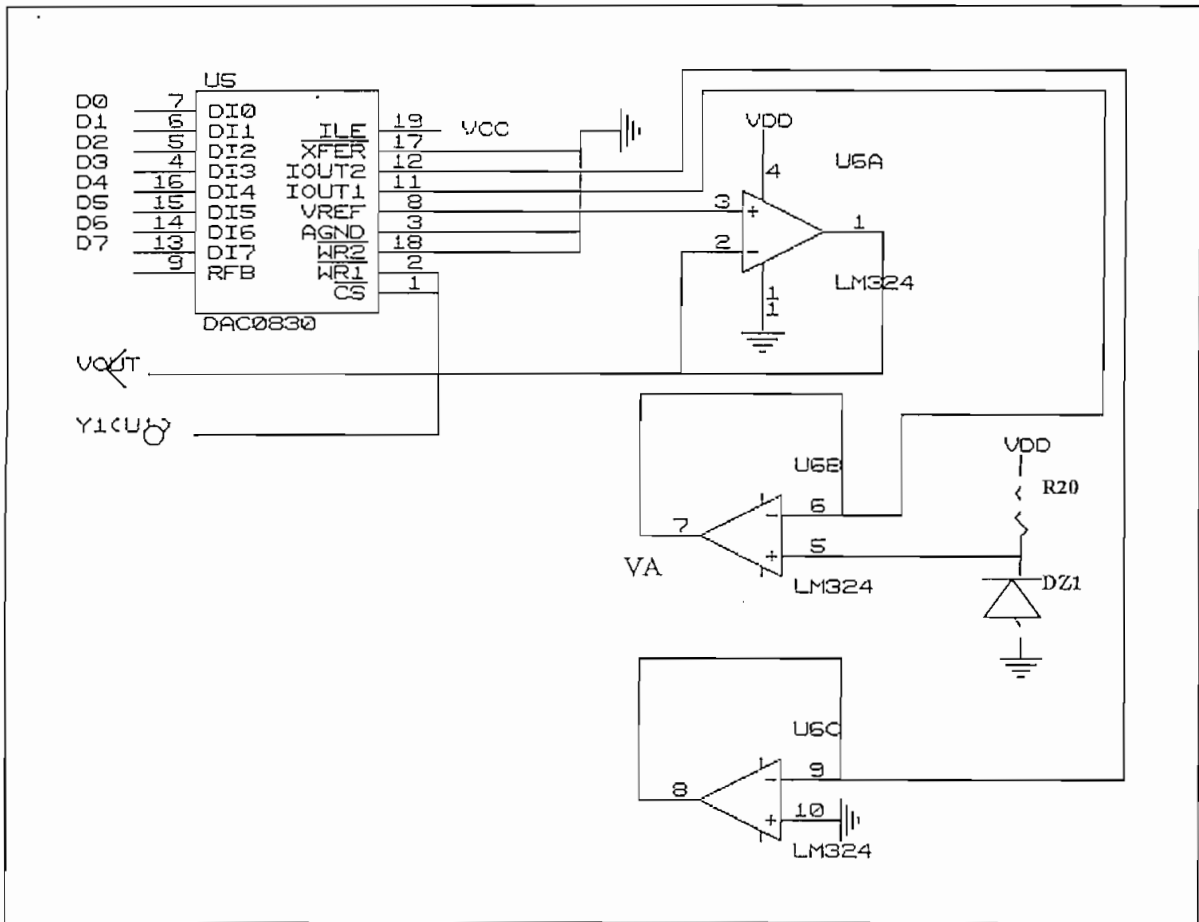 U5
D0 7 DI0
D1 6 DI1
D2 5 DI2
D3 4 DI3
D4 16 DI4
D5 15 DI5
D6 14 DI6
D7 13 DI7
9 RFB
ILE 19 VCC
XFER 17
IOUT2 12
IOUT1 11
VREF 8
AGND 3
WR2 18
WR1 2
CS 1
DAC0830
VDD
4
U6A
3 +
2 -
1
LM324
1
1
VOUT
Y1(U
U6B
VDD
R20
- 6
7
+ 5
VA
LM324
DZ1
U6C
- 9
8
+ 10
LM324